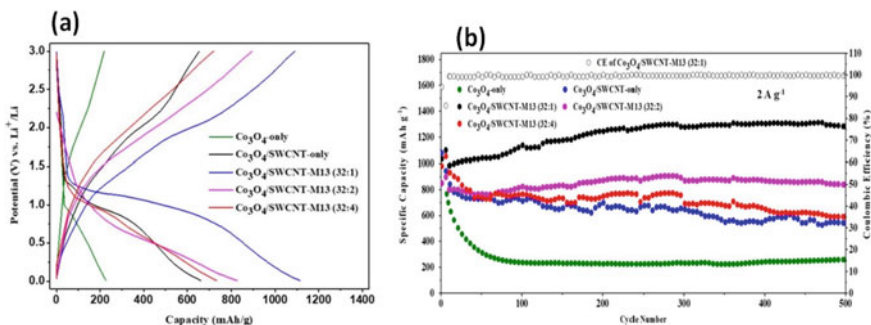 (a)
3.0
2.5
2.0
1.5
1.0
0.5
0.0
Potential (V) vs. Li⁺/Li
0 200 400 600 800 1000 1200 1400
Capacity (mAh/g)
Co₃O₄-only
Co₃O₄/SWCNT-only
Co₃O₄/SWCNT-M13 (32:1)
Co₃O₄/SWCNT-M13 (32:2)
Co₃O₄/SWCNT-M13 (32:4)
(b)
1800
1600
1400
1200
1000
800
600
400
200
0
Specific Capacity (mAh g⁻¹)
CE of Co₃O₄/SWCNT-M13 (32:1)
2 A g⁻¹
Co₃O₄-only Co₃O₄/SWCNT-only
Co₃O₄/SWCNT-M13 (32:1) Co₃O₄/SWCNT-M13 (32:2)
Co₃O₄/SWCNT-M13 (32:4)
110
100
90
80
70
60
50
40
30
20
10
0
Coulombic Efficiency (%)
0 100 200 300 400 500
Cycle Number